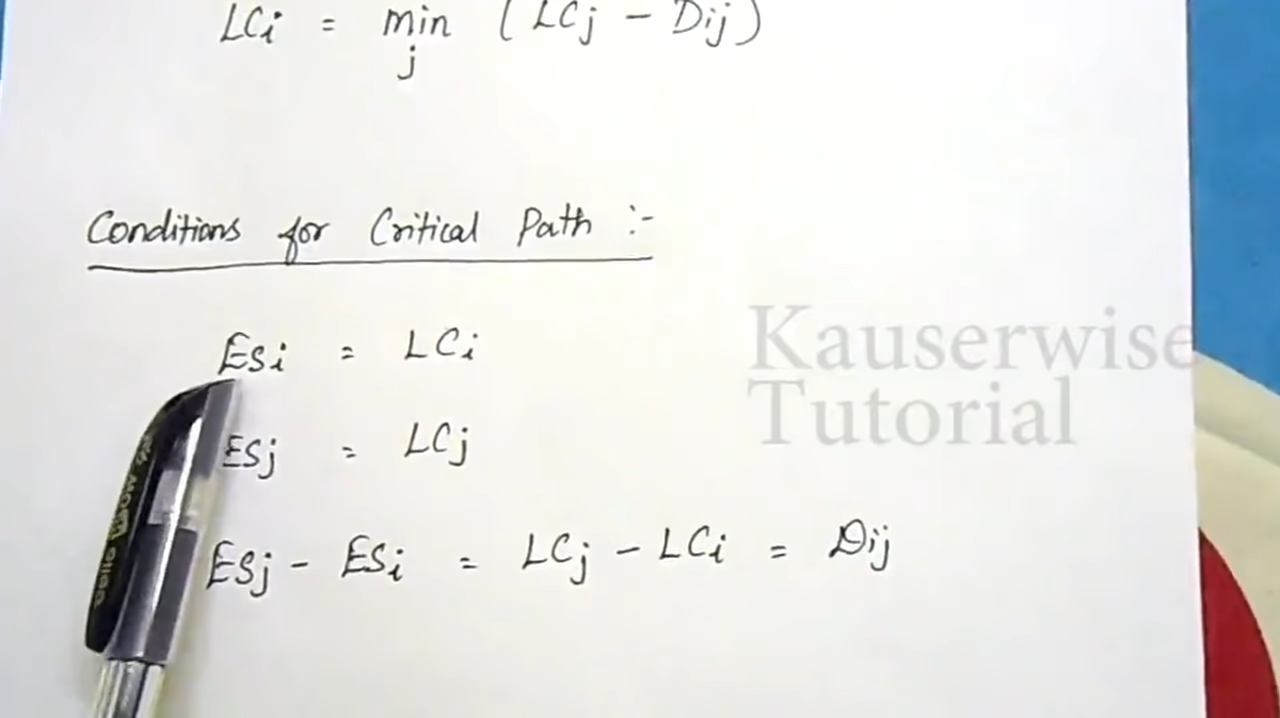 LCi = min (LCj - Dij)
j
Conditions for Critical Path :-
ESi = LCi
Kauserwise
Tutorial
ESj = LCj
ESj - ESi = LCj - LCi = Dij